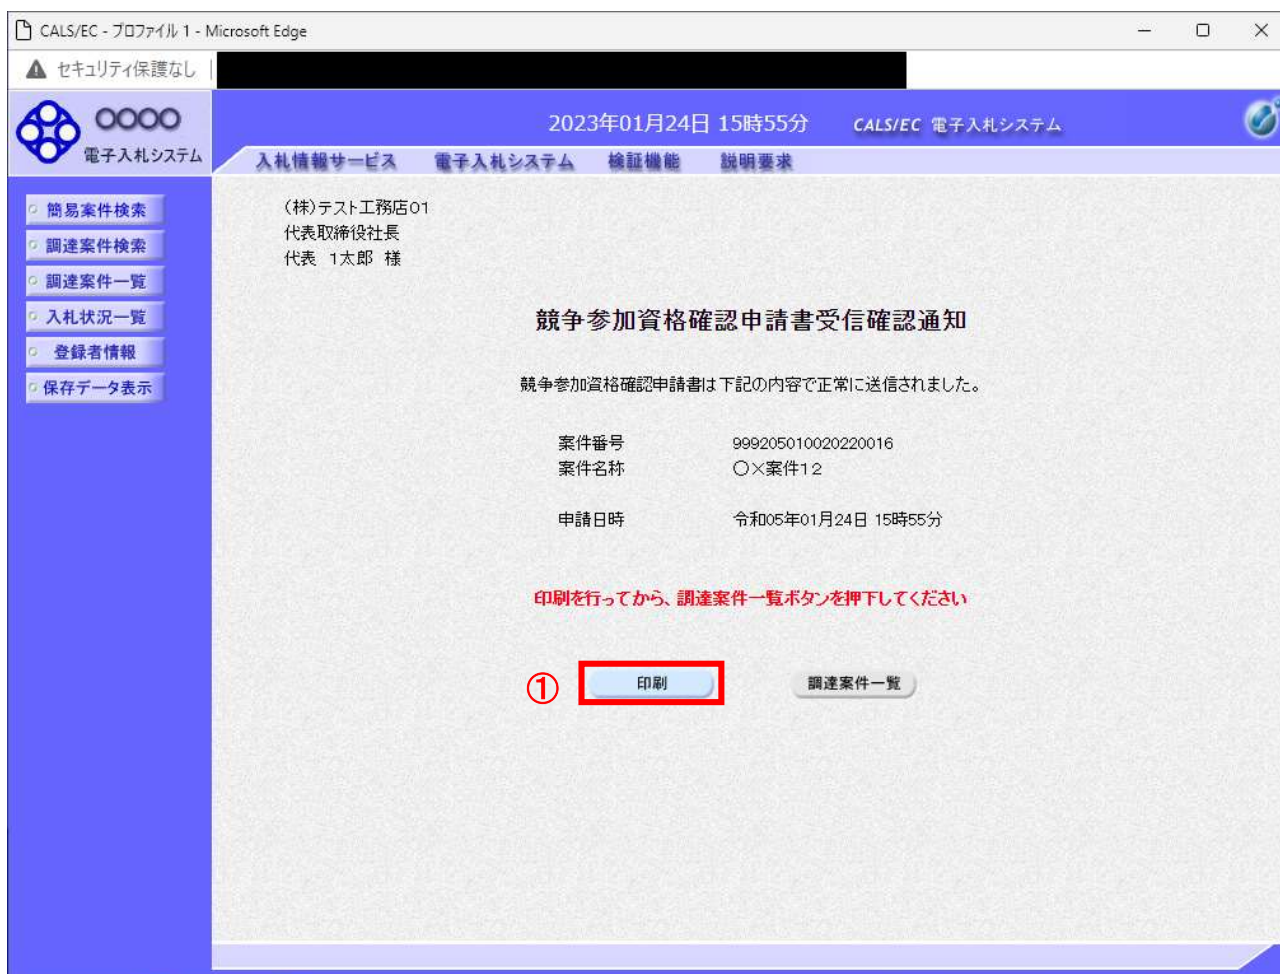 CALS/EC - プロファイル 1 - Microsoft Edge
セキュリティ保護なし
OOOO
電子入札システム
2023年01月24日 15時55分
CALS/EC 電子入札システム
入札情報サービス 電子入札システム 検証機能 説明要求
簡易案件検索
調達案件検索
調達案件一覧
入札状況一覧
登録者情報
保存データ表示
(株)テスト工務店01
代表取締役社長
代表 1太郎 様
競争参加資格確認申請書受信確認通知
競争参加資格確認申請書は下記の内容で正常に送信されました。
案件番号 999205010020220016
案件名称 〇×案件12
申請日時 令和05年01月24日 15時55分
印刷を行ってから、調達案件一覧ボタンを押下してください
① 印刷 調達案件一覧